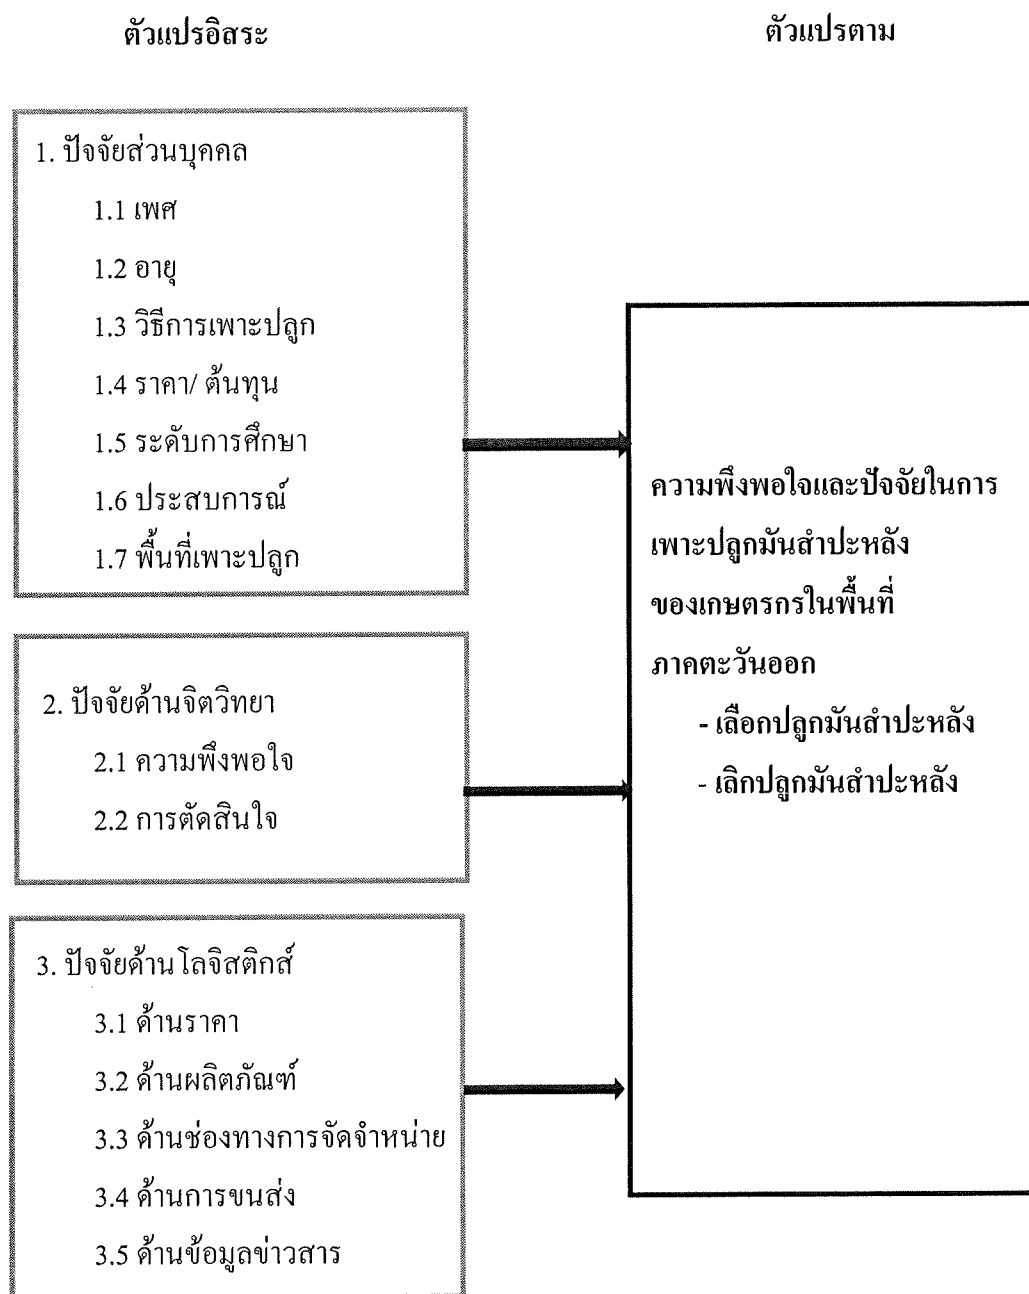 ตัวแปรอิสระ
ตัวแปรตาม
1. ปัจจัยส่วนบุคคล
1.1 เพศ
1.2 อายุ
1.3 วิธีการเพาะปลูก
1.4 ราคา/ ต้นทุน
1.5 ระดับการศึกษา
1.6 ประสบการณ์
1.7 พื้นที่เพาะปลูก
2. ปัจจัยด้านจิตวิทยา
2.1 ความพึงพอใจ
2.2 การตัดสินใจ
3. ปัจจัยด้านโลจิสติกส์
3.1 ด้านราคา
3.2 ด้านผลิตภัณฑ์
3.3 ด้านช่องทางการจัดจำหน่าย
3.4 ด้านการขนส่ง
3.5 ด้านข้อมูลข่าวสาร
ความพึงพอใจและปัจจัยในการ
เพาะปลูกมันสำปะหลัง
ของเกษตรกรในพื้นที่
ภาคตะวันออก
- เลือกปลูกมันสำปะหลัง
- เลิกปลูกมันสำปะหลัง